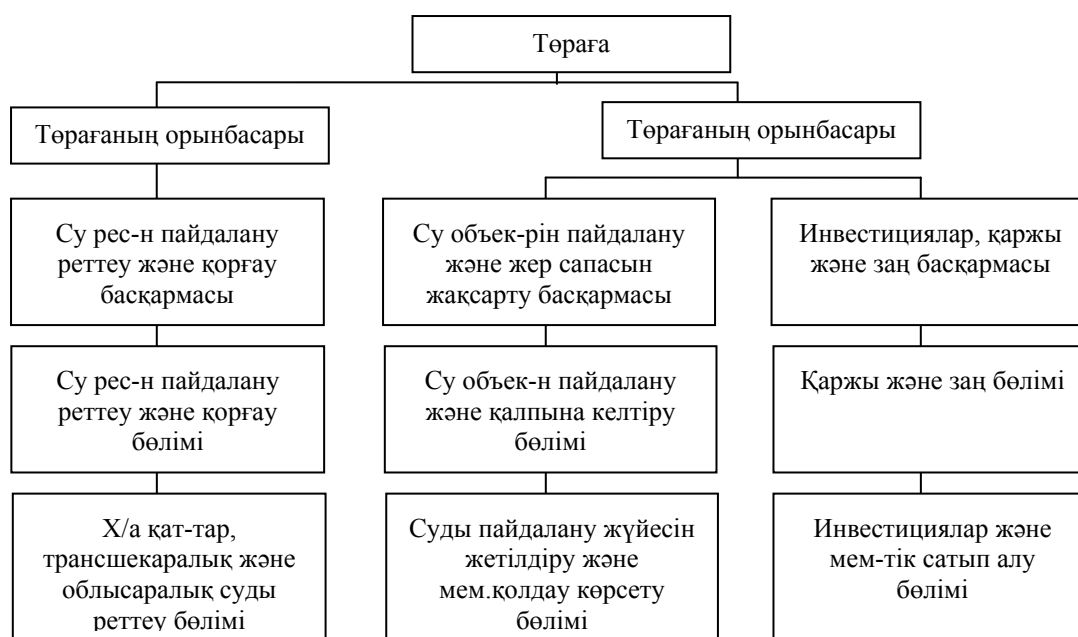 Төраға
Төрағаның орынбасары
Төрағаның орынбасары
Су рес-н пайдалану
реттеу және қорғау
басқармасы
Су объек-рін пайдалану
және жер сапасын
жақсарту басқармасы
Инвестициялар, қаржы
және заң басқармасы
Су рес-н пайдалану
реттеу және қорғау
бөлімі
Су объек-н пайдалану
және қалпына келтіру
бөлімі
Қаржы және заң бөлімі
Х/а қат-тар,
трансшекаралық және
облысаралық суды
реттеу бөлімі
Суды пайдалану жүйесін
жетілдіру және
мем.қолдау көрсету
бөлімі
Инвестициялар және
мем-тік сатып алу
бөлімі